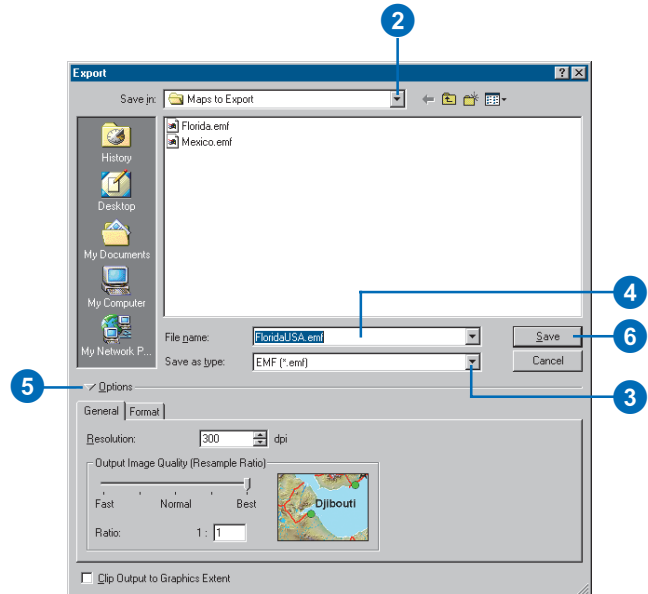 2
Export
Save in: Maps to Export
Florida.emf
Mexico.emf
History
Desktop
My Documents
My Computer
My Network P...
4
File name: FloridaUSA.emf Save 6
Save as type: EMF (*.emf) Cancel
5 Options 3
General Format
Resolution: 300 dpi
Output Image Quality (Resample Ratio)
Fast Normal Best
Djibouti
Ratio: 1 : 1
Clip Output to Graphics Extent